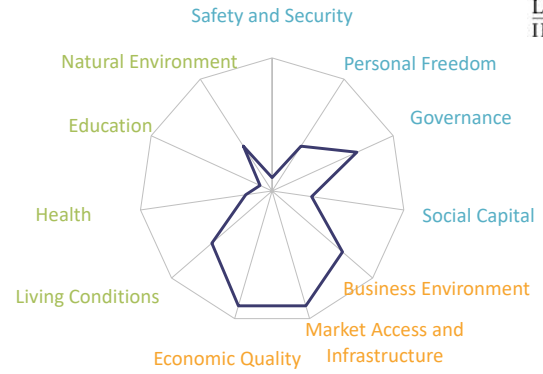 Safety and Security
Personal Freedom
Governance
Social Capital
Business Environment
Market Access and
Infrastructure
Economic Quality
Living Conditions
Health
Education
Natural Environment